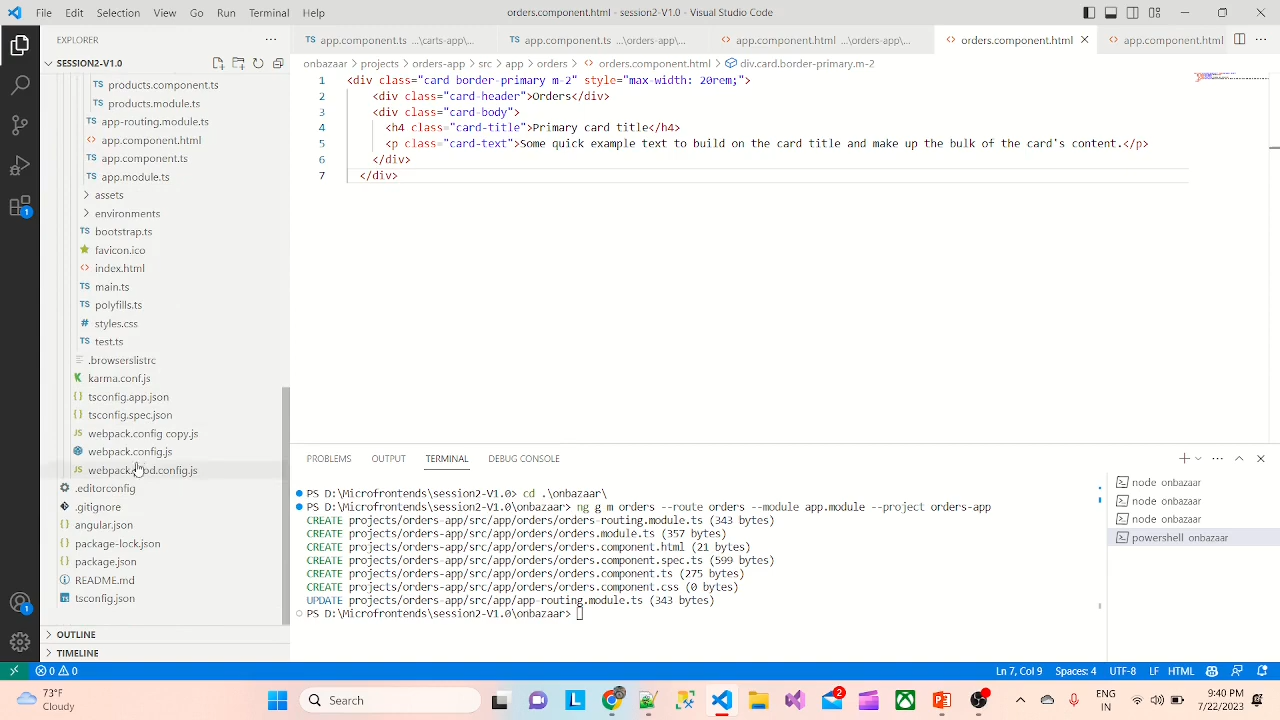 File Edit Selection View Go Run Terminal Help
orders.component.html - session2-V1.0 - Visual Studio Code
EXPLORER
SESSION2-V1.0
products.component.ts
products.module.ts
app-routing.module.ts
app.component.html
app.component.ts
app.module.ts
assets
environments
bootstrap.ts
favicon.ico
index.html
main.ts
polyfills.ts
styles.css
test.ts
.browserslistrc
karma.conf.js
tsconfig.app.json
tsconfig.spec.json
webpack.config copy.js
webpack.config.js
webpack.prod.config.js
.editorconfig
.gitignore
angular.json
package-lock.json
package.json
README.md
tsconfig.json
OUTLINE
TIMELINE
app.component.ts ...\carts-app\...
app.component.ts ...\orders-app\...
app.component.html ...\orders-app\...
orders.component.html
app.component.html
onbazaar > projects > orders-app > src > app > orders > orders.component.html > div.card.border-primary.m-2
1 <div class="card border-primary m-2" style="max-width: 20rem;">
2 <div class="card-header">Orders</div>
3 <div class="card-body">
4 <h4 class="card-title">Primary card title</h4>
5 <p class="card-text">Some quick example text to build on the card title and make up the bulk of the card's content.</p>
6 </div>
7 </div>
PROBLEMS OUTPUT TERMINAL DEBUG CONSOLE
PS D:\Microfrontends\session2-V1.0> cd .\onbazaar\
PS D:\Microfrontends\session2-V1.0\onbazaar> ng g m orders --route orders --module app.module --project orders-app
CREATE projects/orders-app/src/app/orders/orders-routing.module.ts (343 bytes)
CREATE projects/orders-app/src/app/orders/orders.module.ts (357 bytes)
CREATE projects/orders-app/src/app/orders/orders.component.html (21 bytes)
CREATE projects/orders-app/src/app/orders/orders.component.spec.ts (599 bytes)
CREATE projects/orders-app/src/app/orders/orders.component.ts (275 bytes)
CREATE projects/orders-app/src/app/orders/orders.component.css (0 bytes)
UPDATE projects/orders-app/src/app/app-routing.module.ts (343 bytes)
PS D:\Microfrontends\session2-V1.0\onbazaar>
node onbazaar
node onbazaar
node onbazaar
powershell onbazaar
0 0
Ln 7, Col 9 Spaces: 4 UTF-8 LF HTML
73°F
Cloudy
Search
2
ENG
IN
9:40 PM
7/22/2023